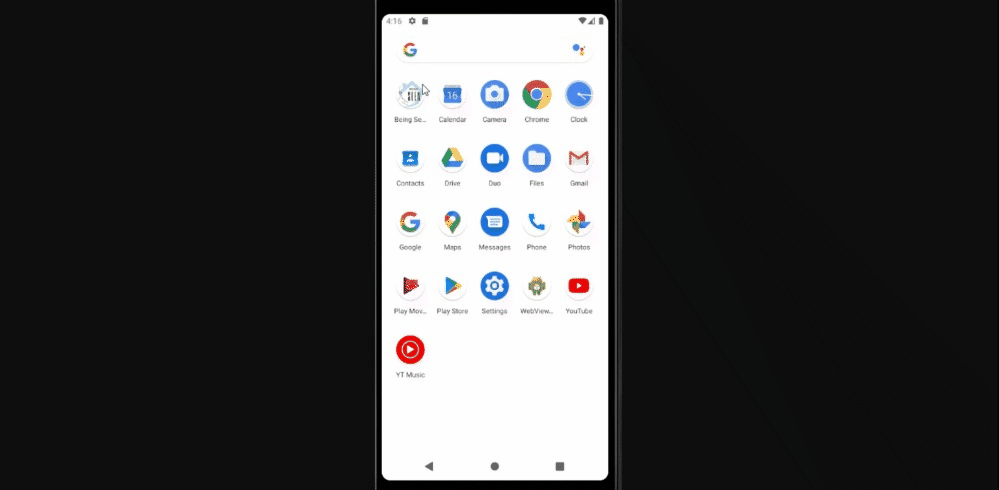 4:16
Being Se...
Calendar
Camera
Chrome
Clock
16
Contacts
Drive
Duo
Files
Gmail
Google
Maps
Messages
Phone
Photos
Play Mov...
Play Store
Settings
WebView...
YouTube
YT Music